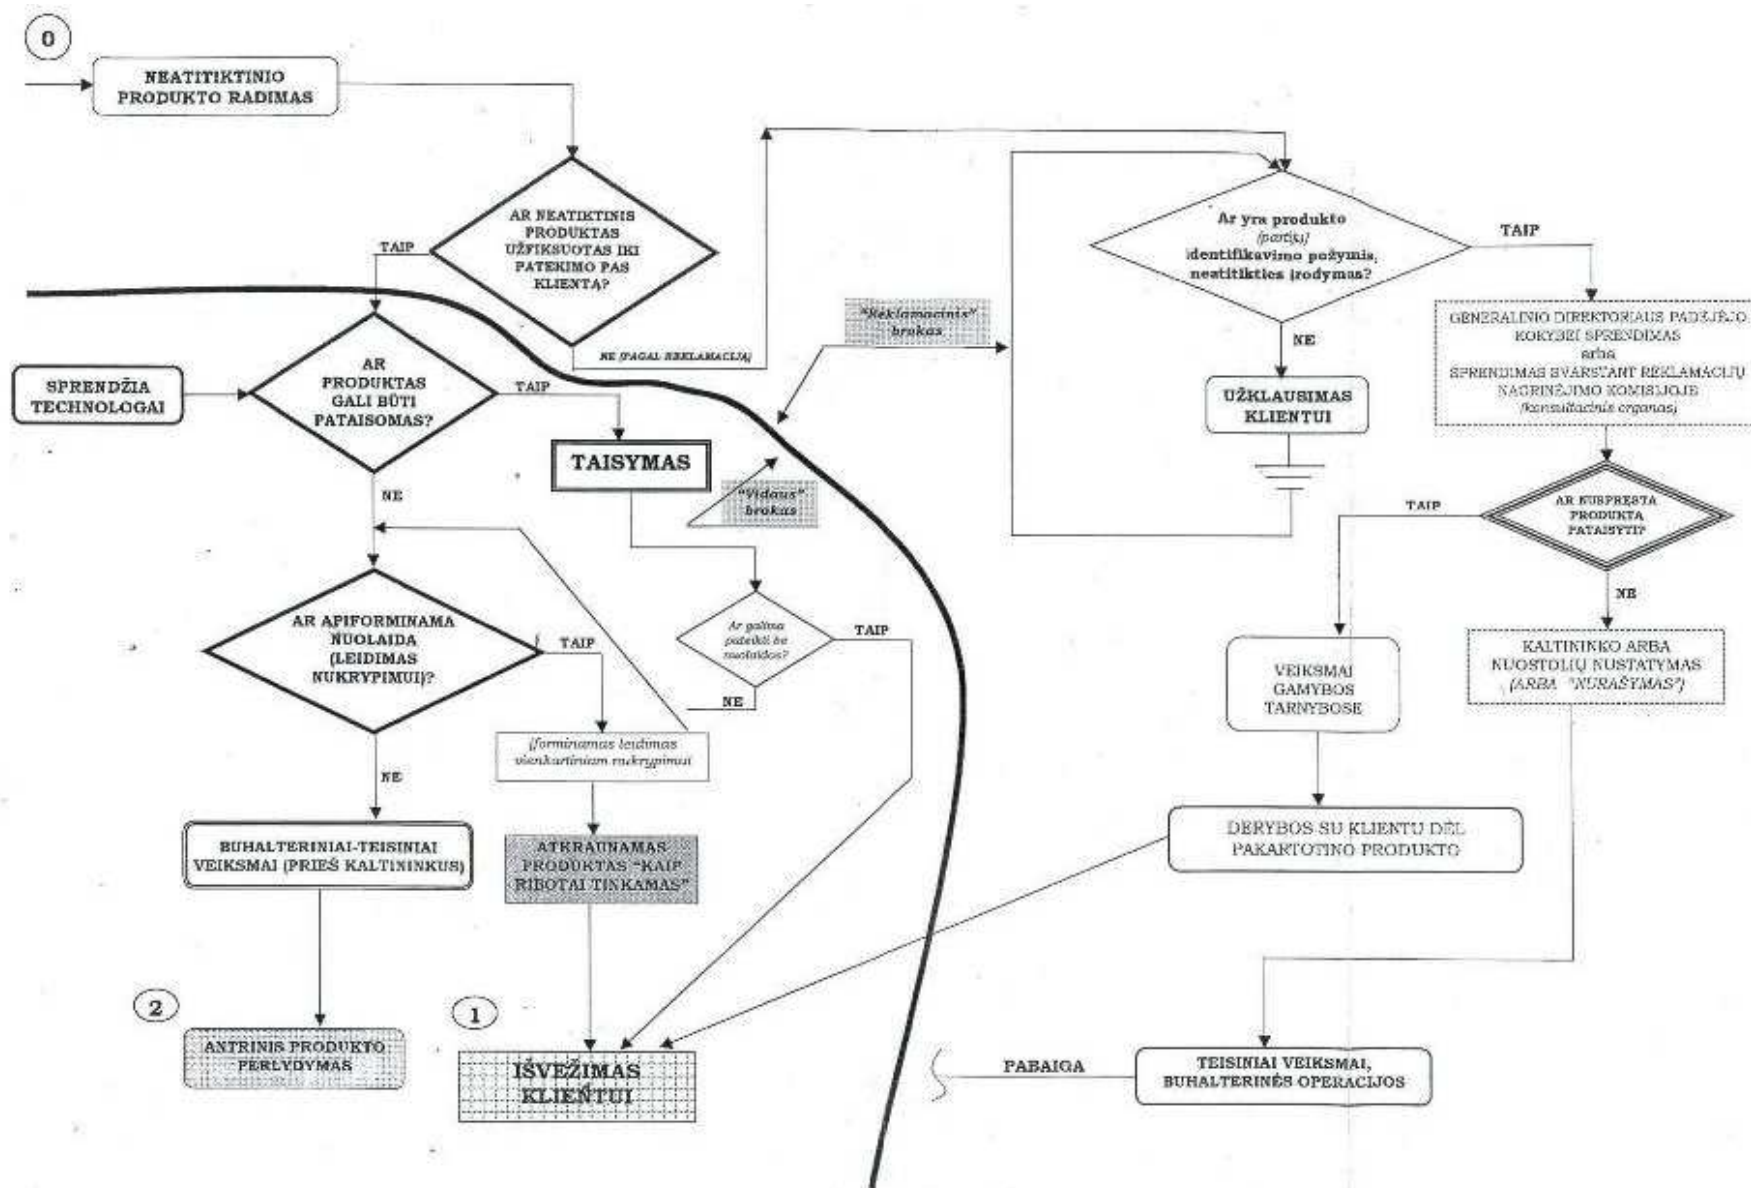 0
NEATITIKTINIO
PRODUKTO RADIMAS
AR NEATIKTINIS
PRODUKTAS
UŽFIKSUOTAS IKI
PATEKIMO PAS
KLIENTĄ?
TAIP
NE (PAGAL REKLAMACIJĄ)
SPRENDŽIA
TECHNOLOGAI
AR
PRODUKTAS
GALI BŪTI
PATAISOMAS?
TAIP
NE
TAISYMAS
"Reklamacinis"
brokas
"Vidaus"
brokas
Ar yra produkto
(partijų)
identifikavimo požymis,
neatitikties įrodymas?
TAIP
NE
UŽKLAUSIMAS
KLIENTUI
GENERALINIO DIREKTORIAUS PADĖJĖJO
KOKYBEI SPRENDIMAS
arba
SPRENDIMAS SVARSTANT REKLAMACIJŲ
NAGRINĖJIMO KOMISIJOJE
(konsultacinis organas)
AR NUSPRĘSTA
PRODUKTĄ
PATAISYTI?
TAIP
NE
AR ĄPIFORMINAMA
NUOLAIDA
(LEIDIMAS
NUKRYPIMUI)?
TAIP
NE
Ar galima
pateikti be
nuolaidos?
TAIP
NE
VEIKSMAI
GAMYBOS
TARNYBOSE
KALTININKO ARBA
NUOSTOLIŲ NUSTATYMAS
(ARBA "NURAŠYMAS")
Įforminamas leidimas
vienkartiniam nukrypimui
BUHALTERINIAI-TEISINIAI
VEIKSMAI (PRIEŠ KALTININKUS)
ATKRAUNAMAS
PRODUKTAS "KAIP
RIBOTAI TINKAMAS"
DERYBOS SU KLIENTU DĖL
PAKARTOTINO PRODUKTO
2
ANTRINIS PRODUKTO
PERLYDYMAS
1
IŠVEŽIMAS
KLIENTUI
PABAIGA
TEISINIAI VEIKSMAI,
BUHALTERINĖS OPERACIJOS